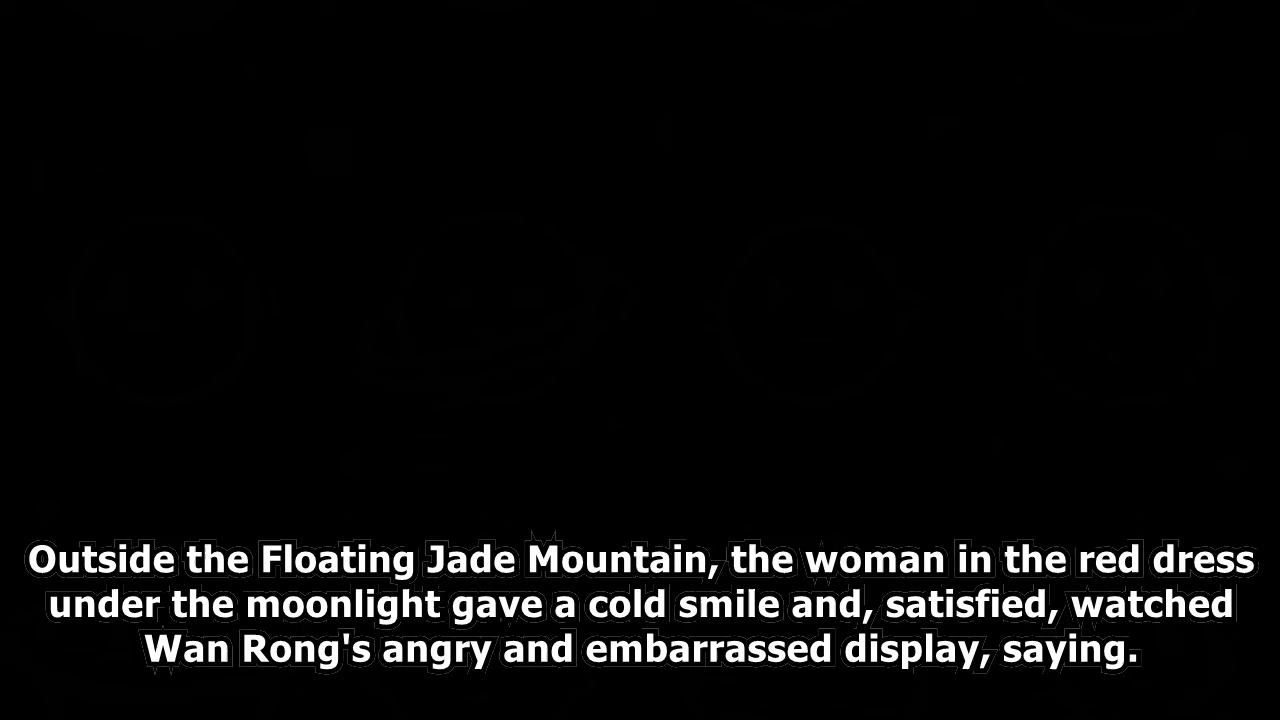 Outside the Floating Jade Mountain, the woman in the red dress
under the moonlight gave a cold smile and, satisfied, watched
Wan Rong's angry and embarrassed display, saying.